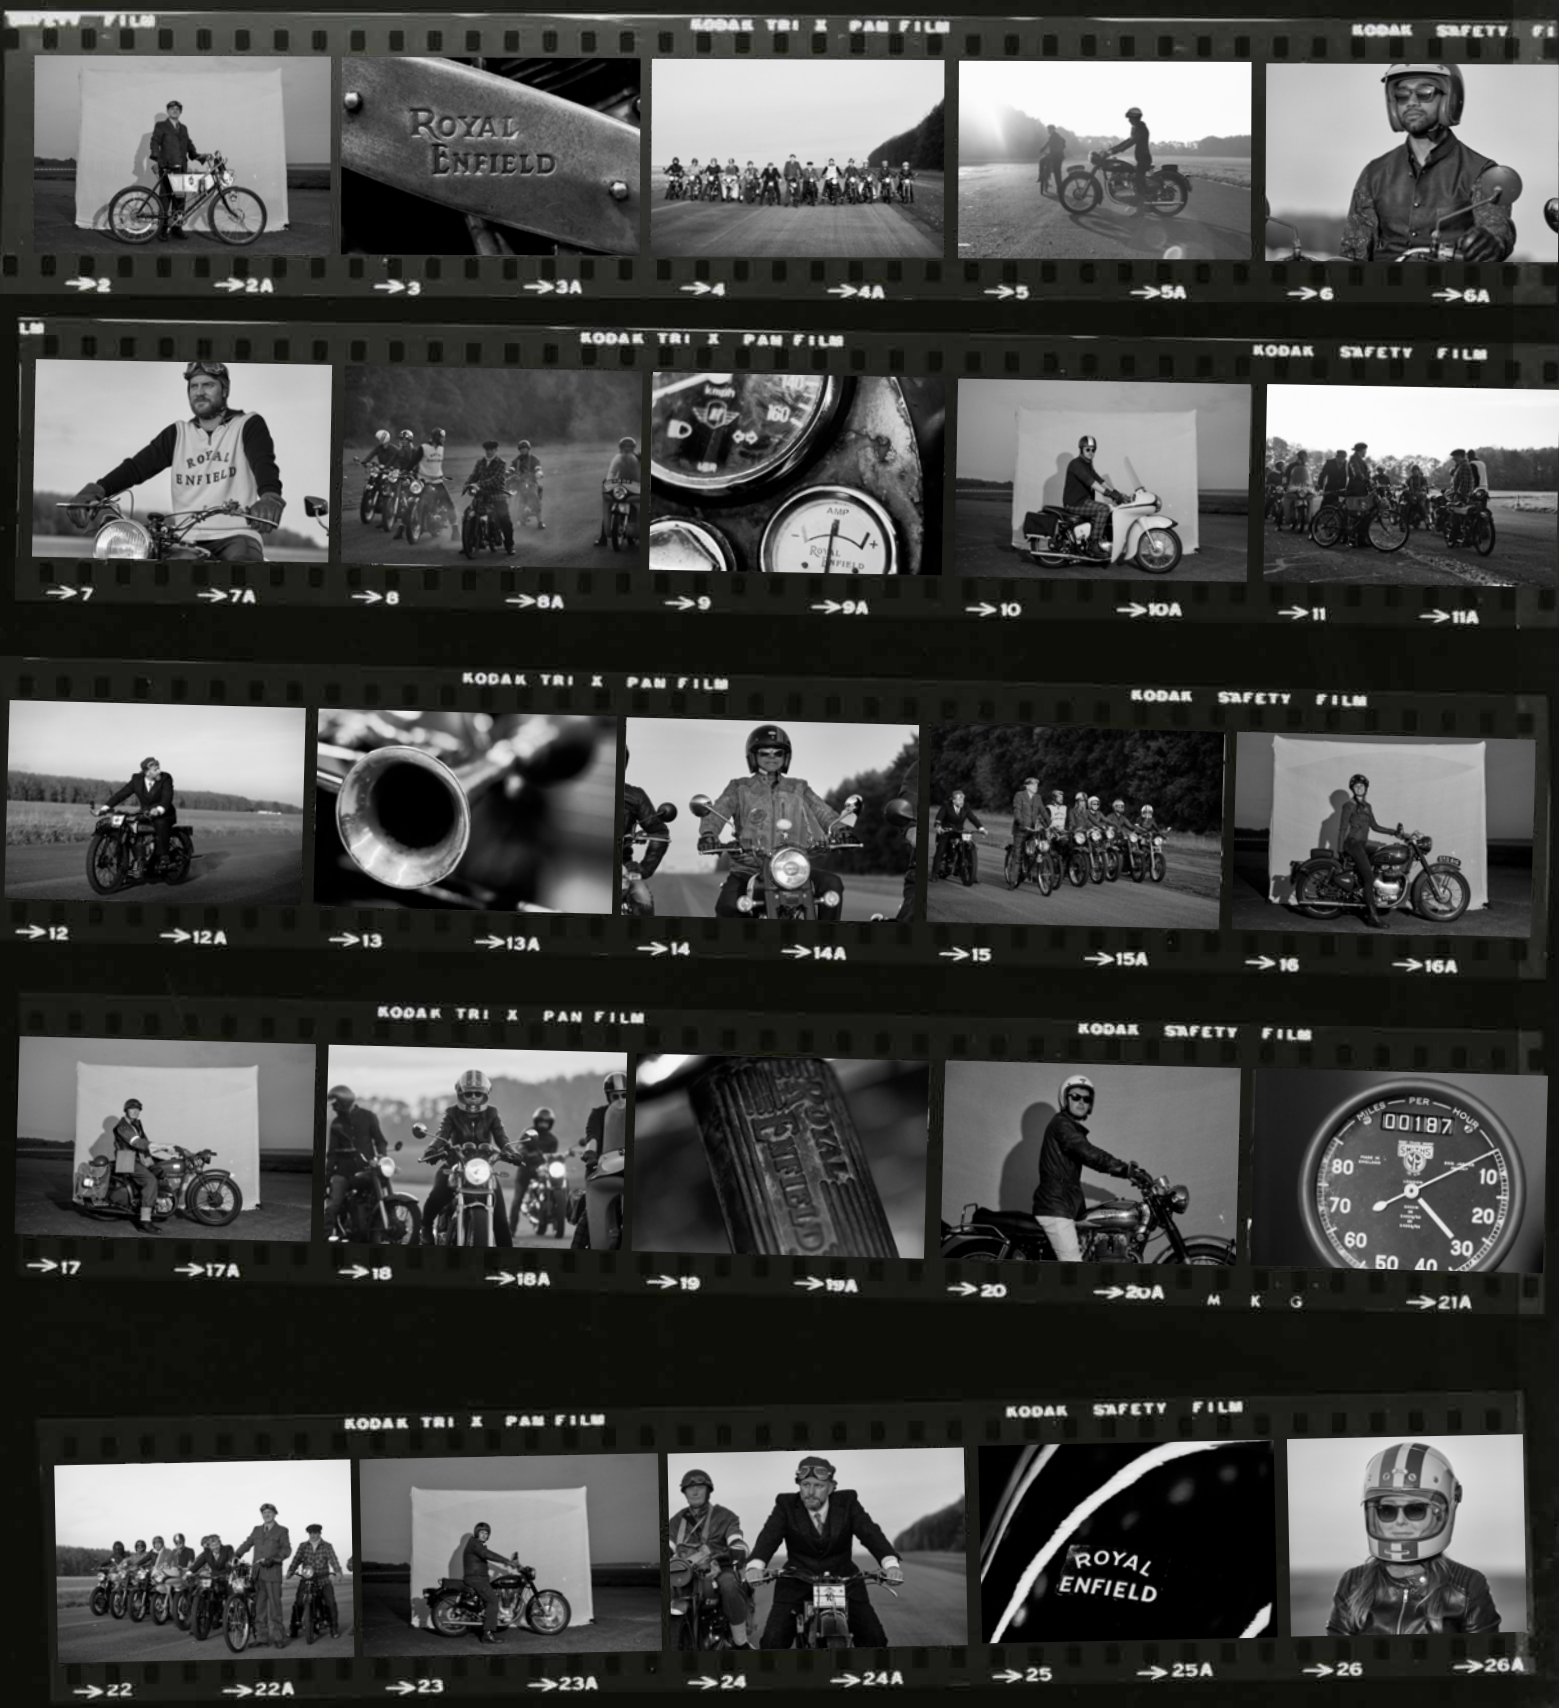 SAFETY FILM
KODAK TRI X PAN FILM
KODAK SAFETY FI
ROYAL
ENFIELD
→2 →2A →3 →3A →4 →4A →5 →5A →6 →6A
LM
KODAK TRI X PAN FILM
KODAK SAFETY FILM
ROYAL
ENFIELD
km/h
140
160
AMP
- +
ROYAL
ENFIELD
→7 →7A →8 →8A →9 →9A →10 →10A →11 →11A
KODAK TRI X PAN FILM
KODAK SAFETY FILM
→12 →12A →13 →13A →14 →14A →15 →15A →16 →16A
KODAK TRI X PAN FILM
KODAK SAFETY FILM
ROYAL
ENFIELD
MILES PER HOUR
00187
80 10
70 20
60 30
50 40
→17 →17A →18 →18A →19 →19A →20 →20A M K G →21A
KODAK TRI X PAN FILM
KODAK SAFETY FILM
ROYAL
ENFIELD
→22 →22A →23 →23A →24 →24A →25 →25A →26 →26A